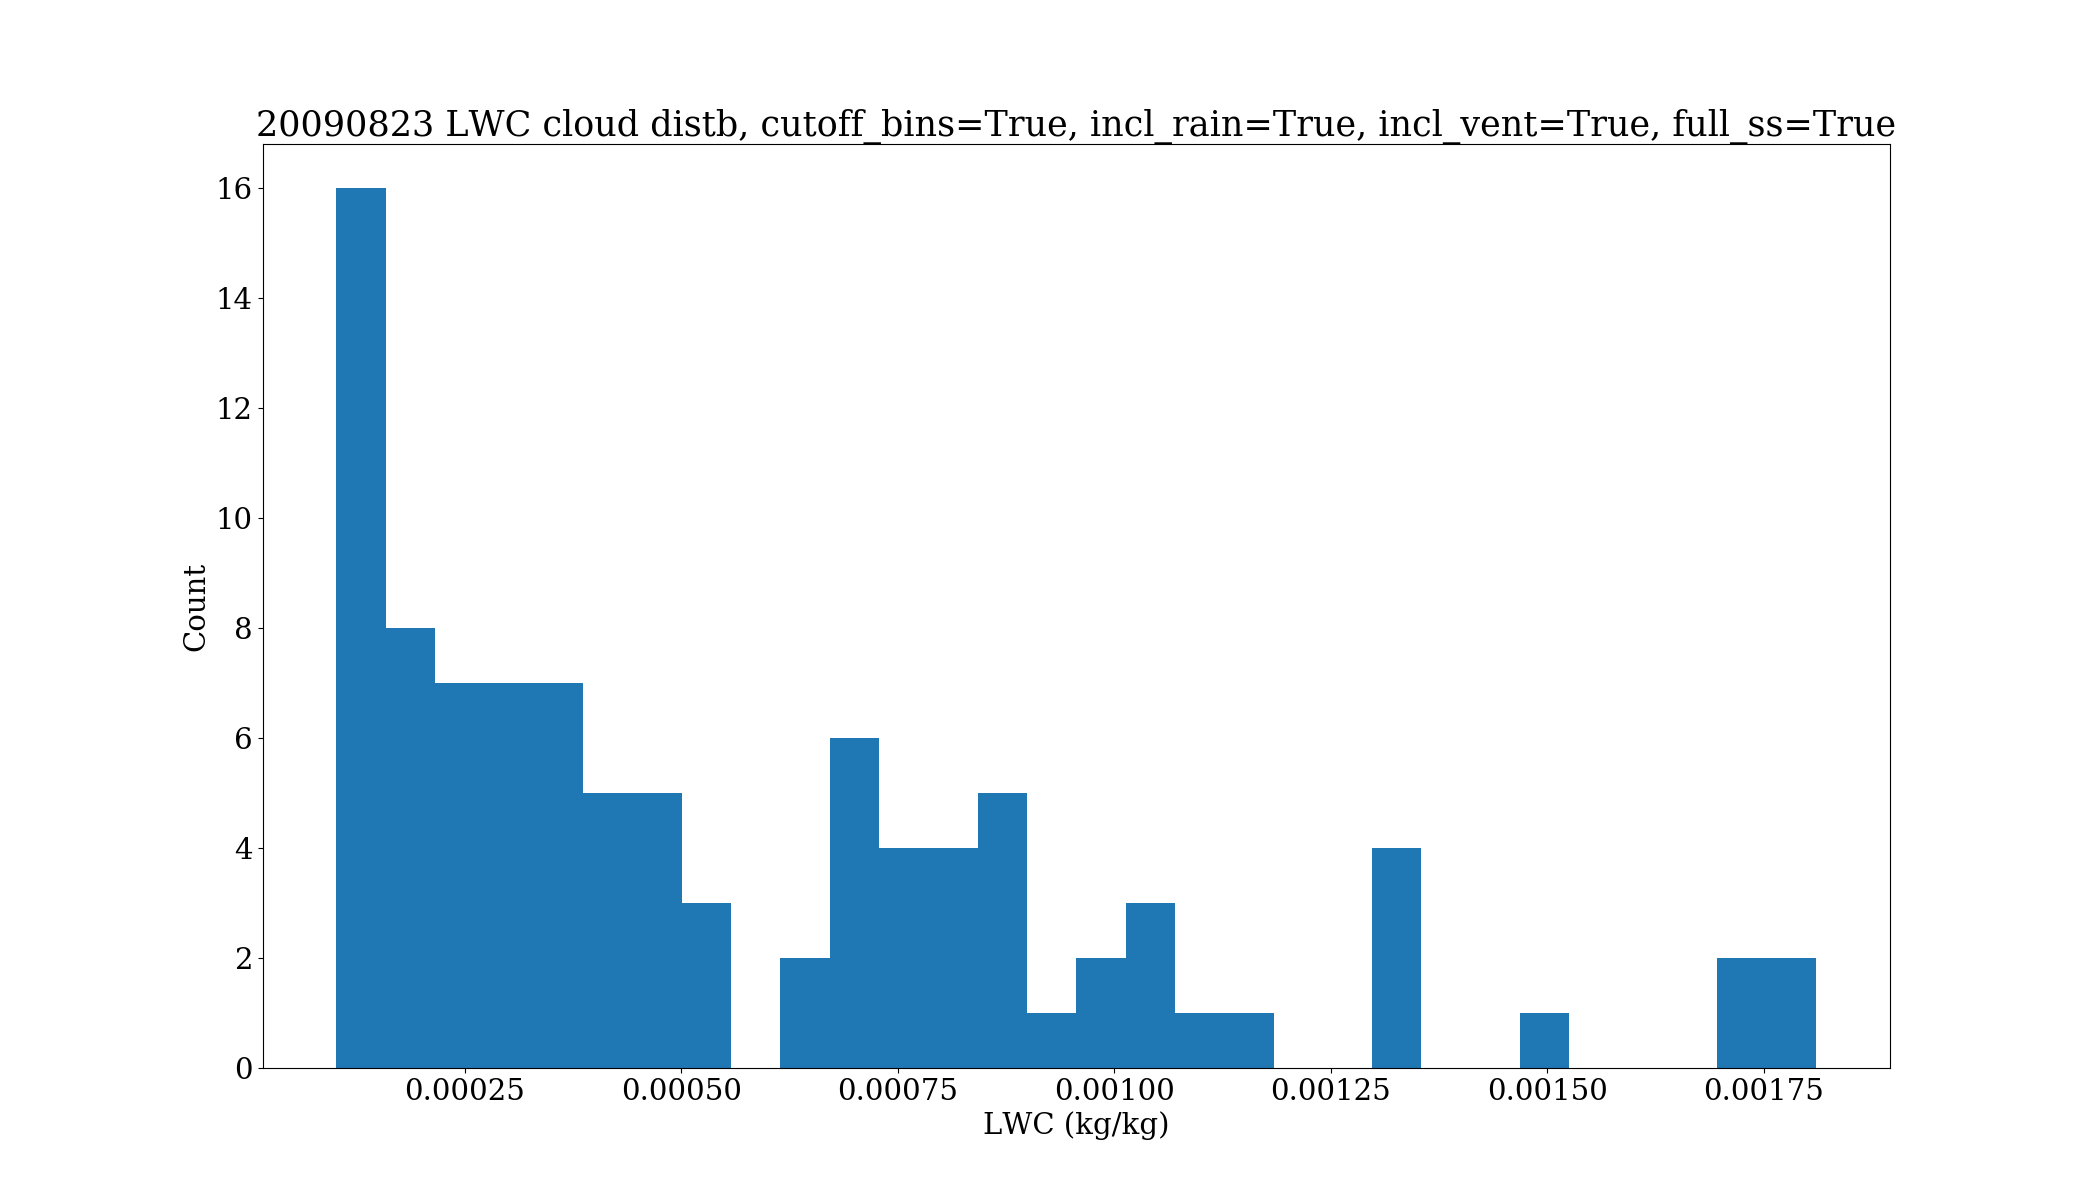 20090823 LWC cloud distb, cutoff_bins=True, incl_rain=True, incl_vent=True, full_ss=True
16
14
12
10
8
6
4
2
0
Count
0.00025 0.00050 0.00075 0.00100 0.00125 0.00150 0.00175
LWC (kg/kg)